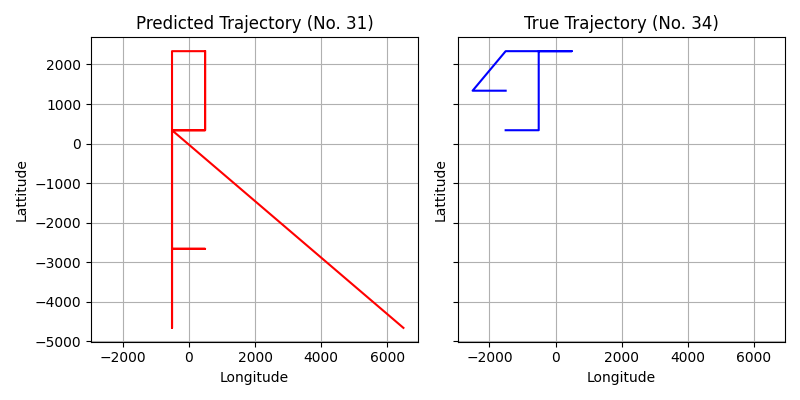 Predicted Trajectory (No. 31)
True Trajectory (No. 34)
Lattitude
2000
1000
0
−1000
−2000
−3000
−4000
−5000
−2000 0 2000 4000 6000
Longitude
Lattitude
−2000 0 2000 4000 6000
Longitude